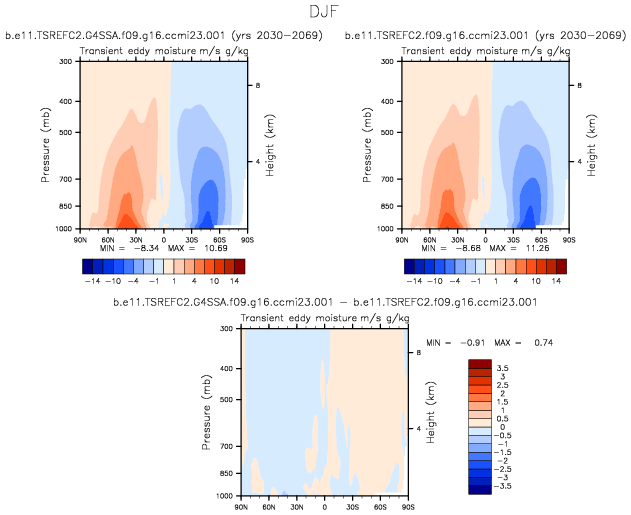 DJF
b.e11.TSREFC2.G4SSA.f09.g16.ccmi23.001 (yrs 2030-2069)
b.e11.TSREFC2.f09.g16.ccmi23.001 (yrs 2030-2069)
Transient eddy moisture m/s g/kg
Transient eddy moisture m/s g/kg
300
400
500
700
850
1000
Pressure (mb)
8
4
Height (km)
90N 60N 30N 0 30S 60S 90S
MIN = -8.34 MAX = 10.69
-14 -10 -4 -1 1 4 10 14
300
400
500
700
850
1000
Pressure (mb)
8
4
Height (km)
90N 60N 30N 0 30S 60S 90S
MIN = -8.68 MAX = 11.26
-14 -10 -4 -1 1 4 10 14
b.e11.TSREFC2.G4SSA.f09.g16.ccmi23.001 - b.e11.TSREFC2.f09.g16.ccmi23.001
Transient eddy moisture m/s g/kg
300
400
500
700
850
1000
Pressure (mb)
8
4
Height (km)
90N 60N 30N 0 30S 60S 90S
MIN = -0.91 MAX = 0.74
3.5
3
2.5
2
1.5
1
0.5
0
-0.5
-1
-1.5
-2
-2.5
-3
-3.5